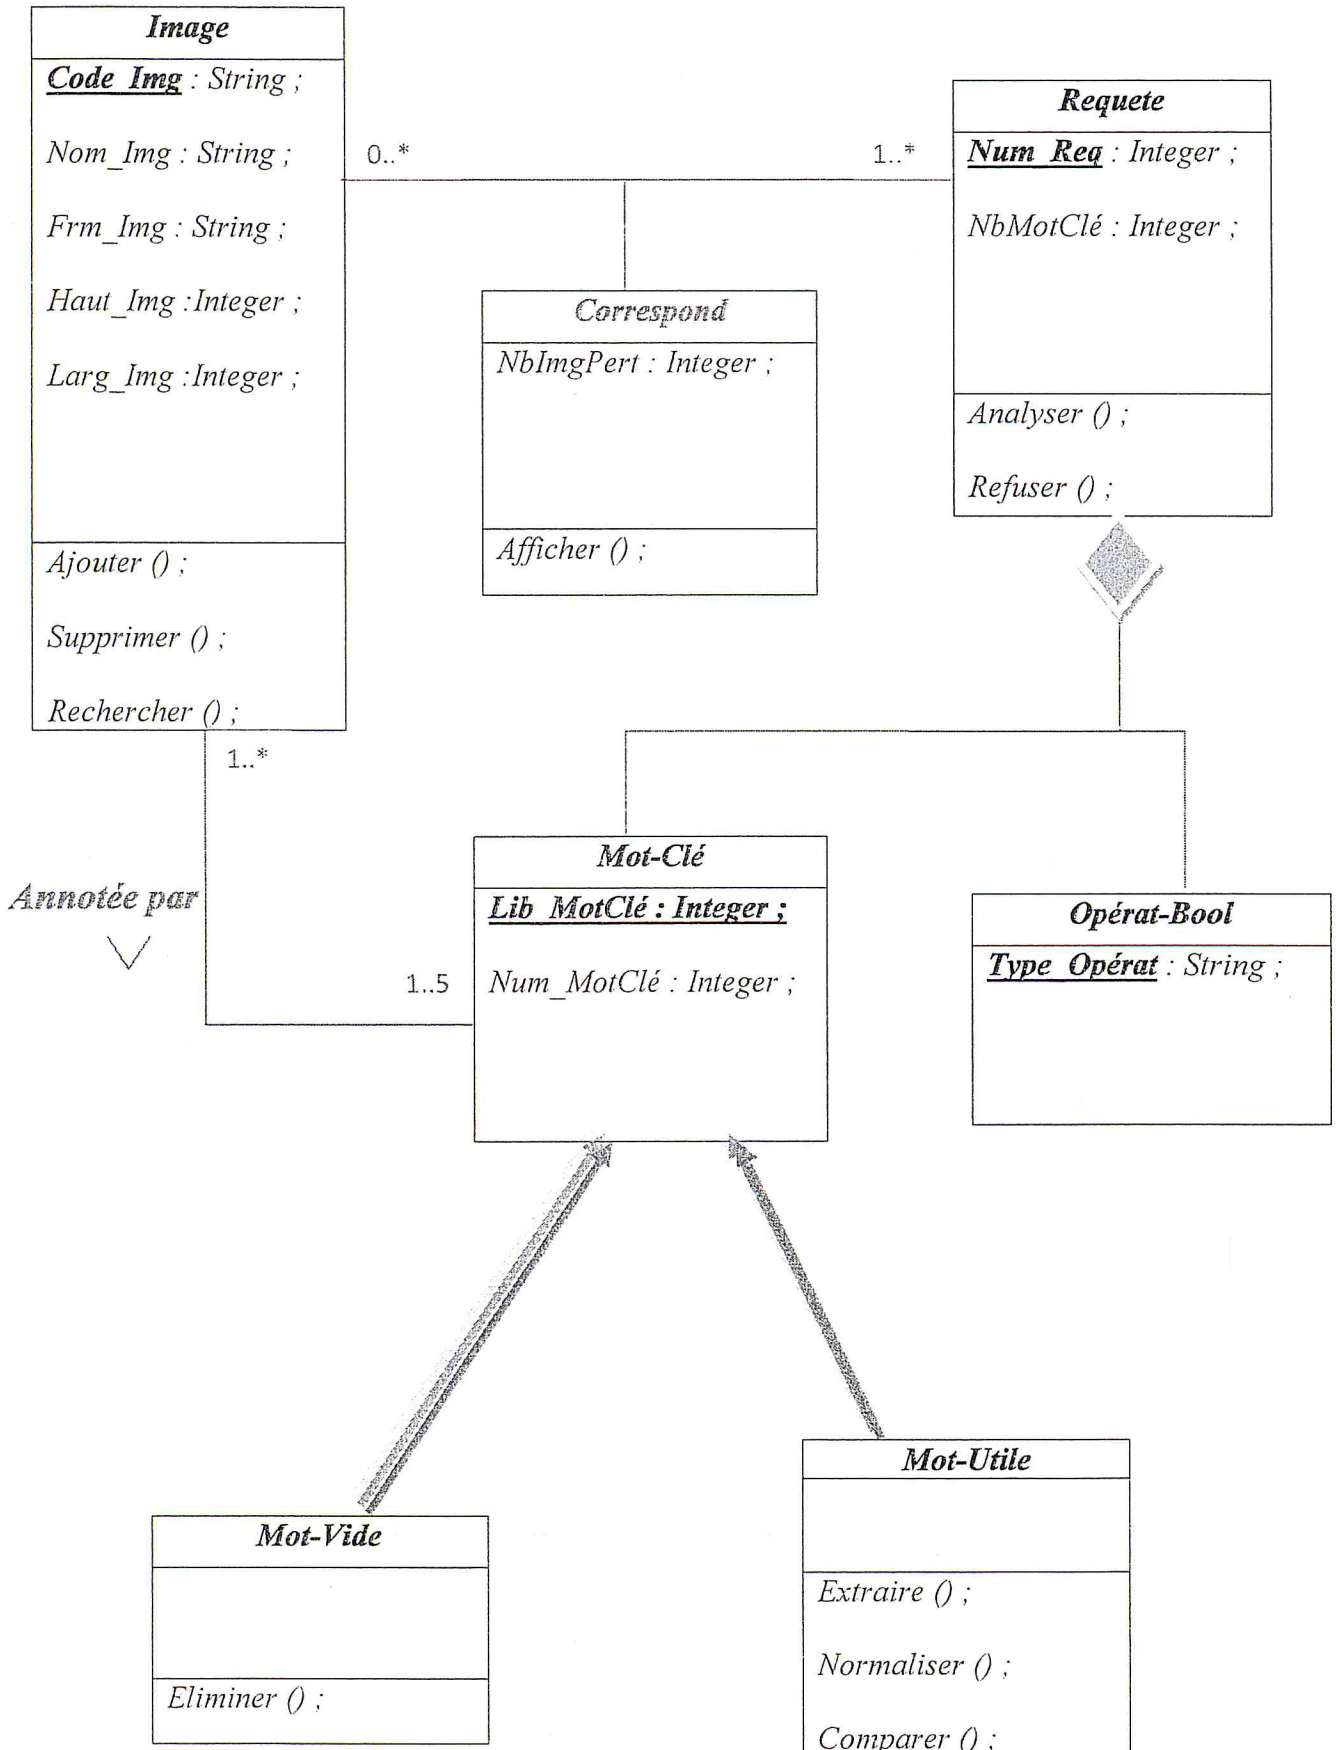 Image
Code_Img : String ;
Nom_Img : String ;
Frm_Img : String ;
Haut_Img :Integer ;
Larg_Img :Integer ;
Ajouter () ;
Supprimer () ;
Rechercher () ;
0..*
1..*
Requete
Num_Req : Integer ;
NbMotClé : Integer ;
Analyser () ;
Refuser () ;
Correspond
NbImgPert : Integer ;
Afficher () ;
1..*
Annotée par
1..5
Mot-Clé
Lib_MotClé : Integer ;
Num_MotClé : Integer ;
Opérat-Bool
Type_Opérat : String ;
Mot-Vide
Eliminer () ;
Mot-Utile
Extraire () ;
Normaliser () ;
Comparer () ;